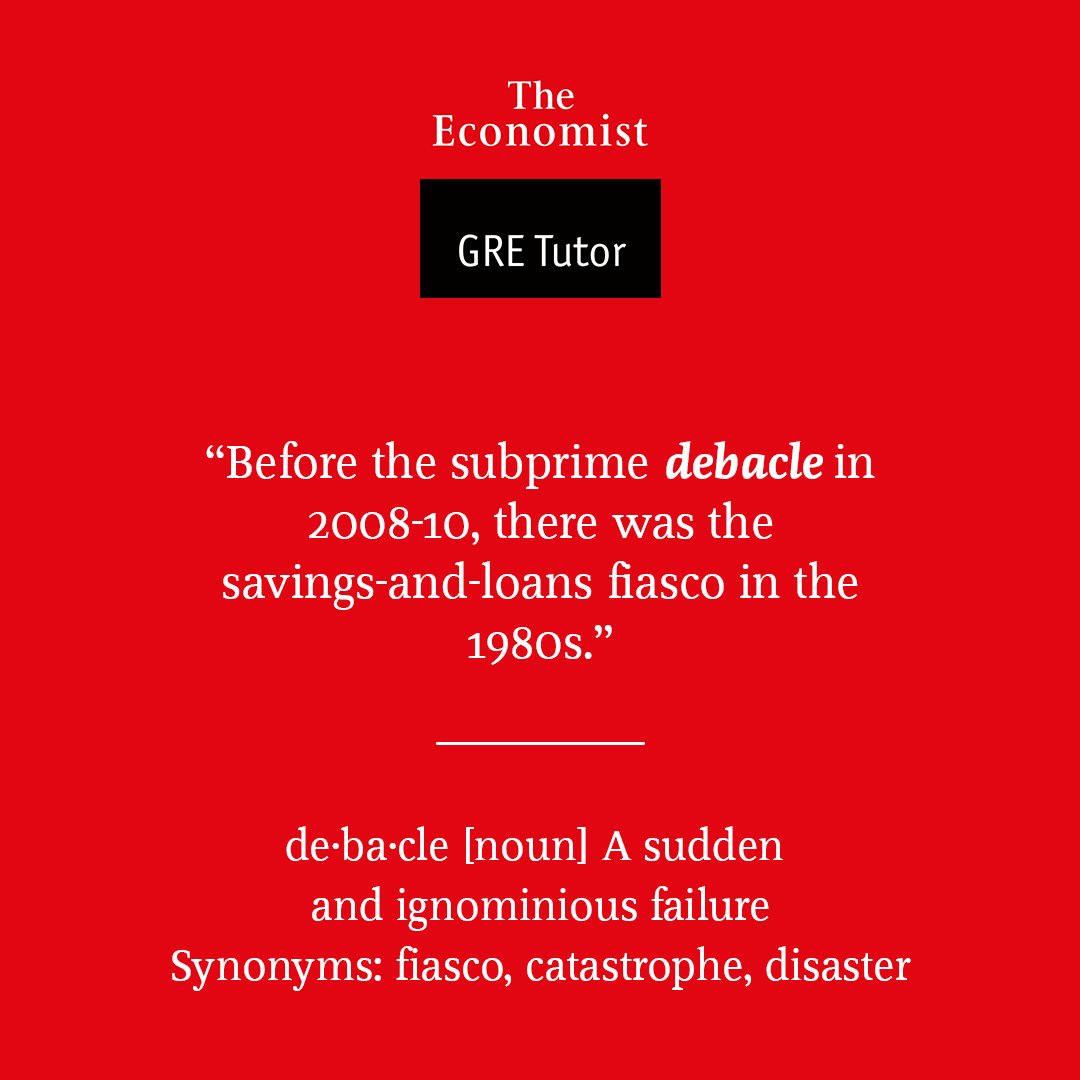 The
Economist
GRE Tutor
“Before the subprime debacle in
2008-10, there was the
savings-and-loans fiasco in the
1980s.”
de·ba·cle [noun] A sudden
and ignominious failure
Synonyms: fiasco, catastrophe, disaster